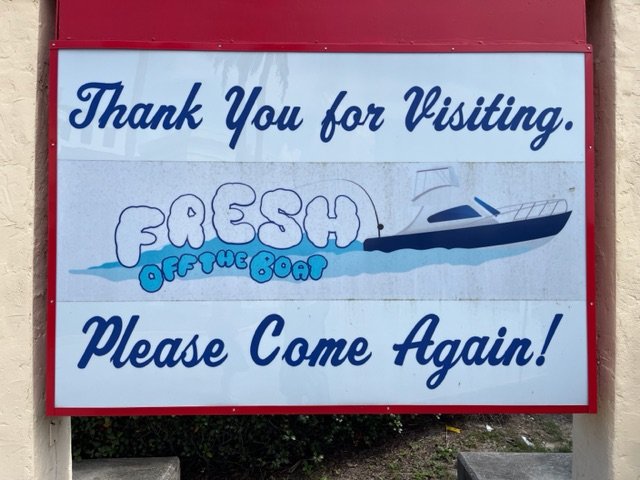 Thank You for Visiting.
FRESH
OFF THE BOAT
Please Come Again!